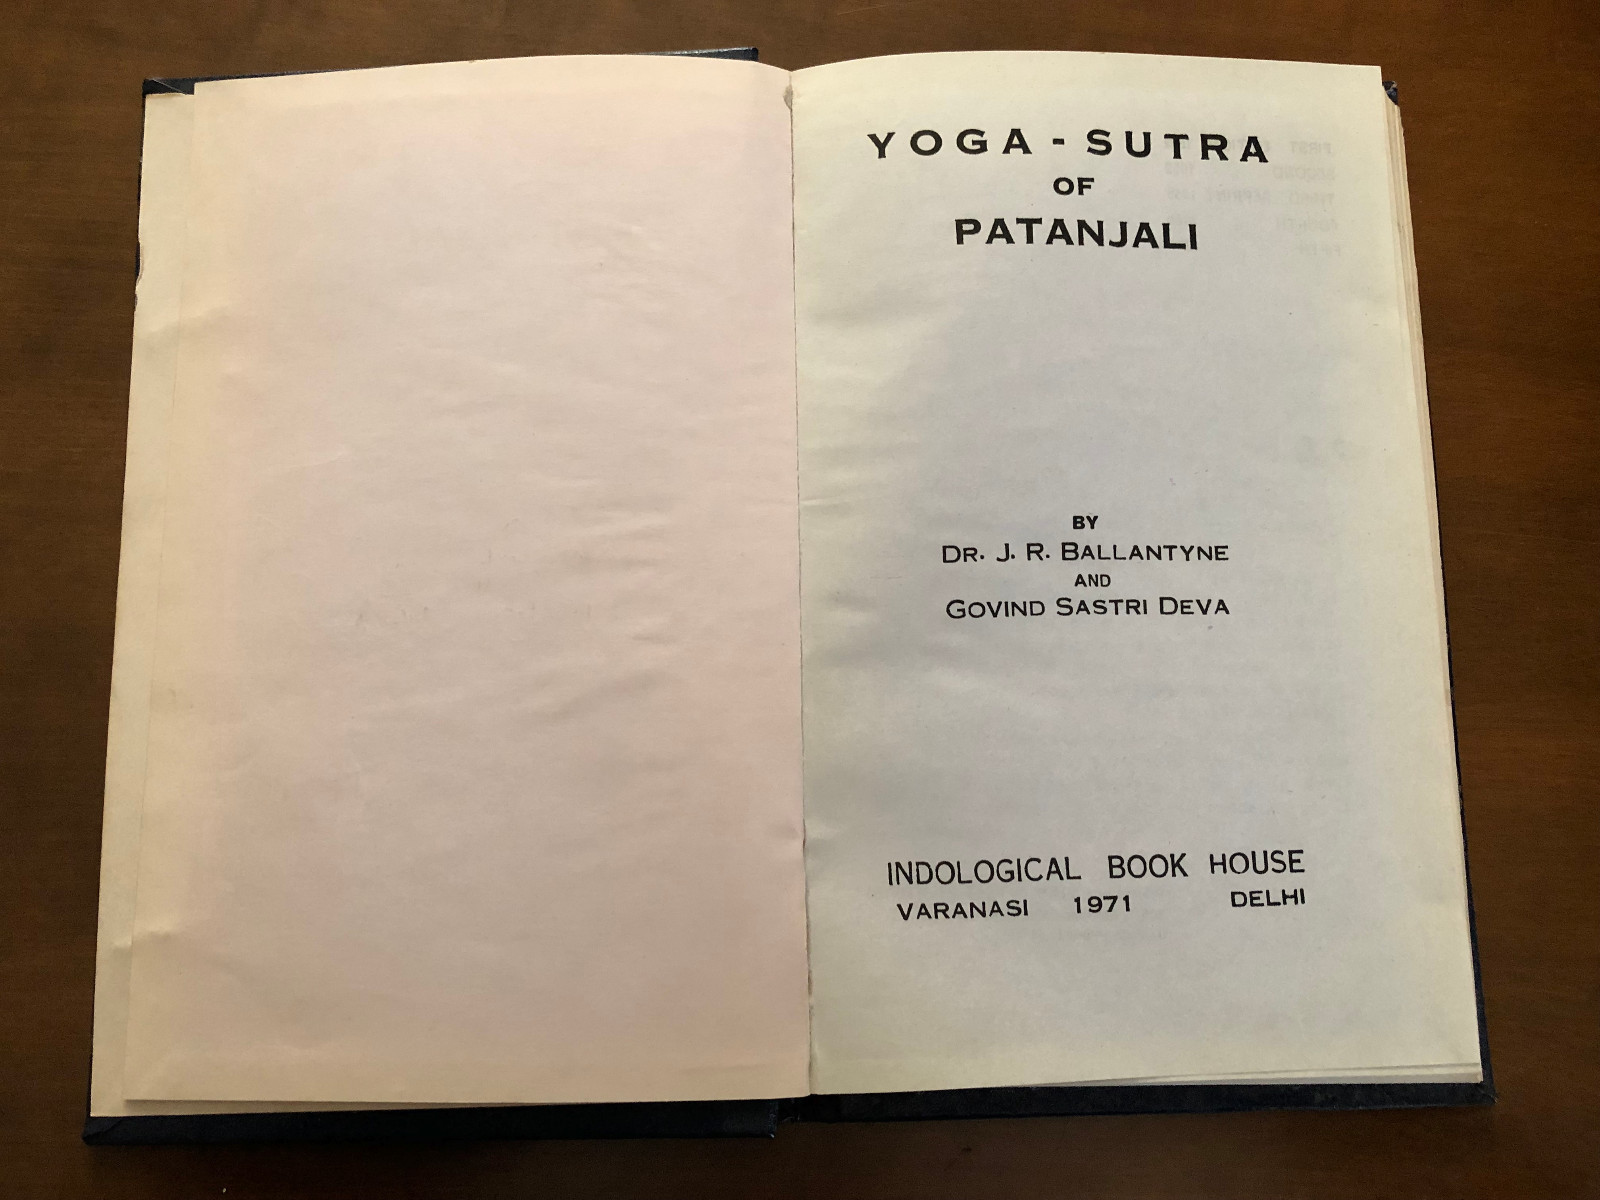 YOGA - SUTRA
OF
PATANJALI
BY
DR. J. R. BALLANTYNE
AND
GOVIND SASTRI DEVA
INDOLOGICAL BOOK HOUSE
VARANASI 1971 DELHI